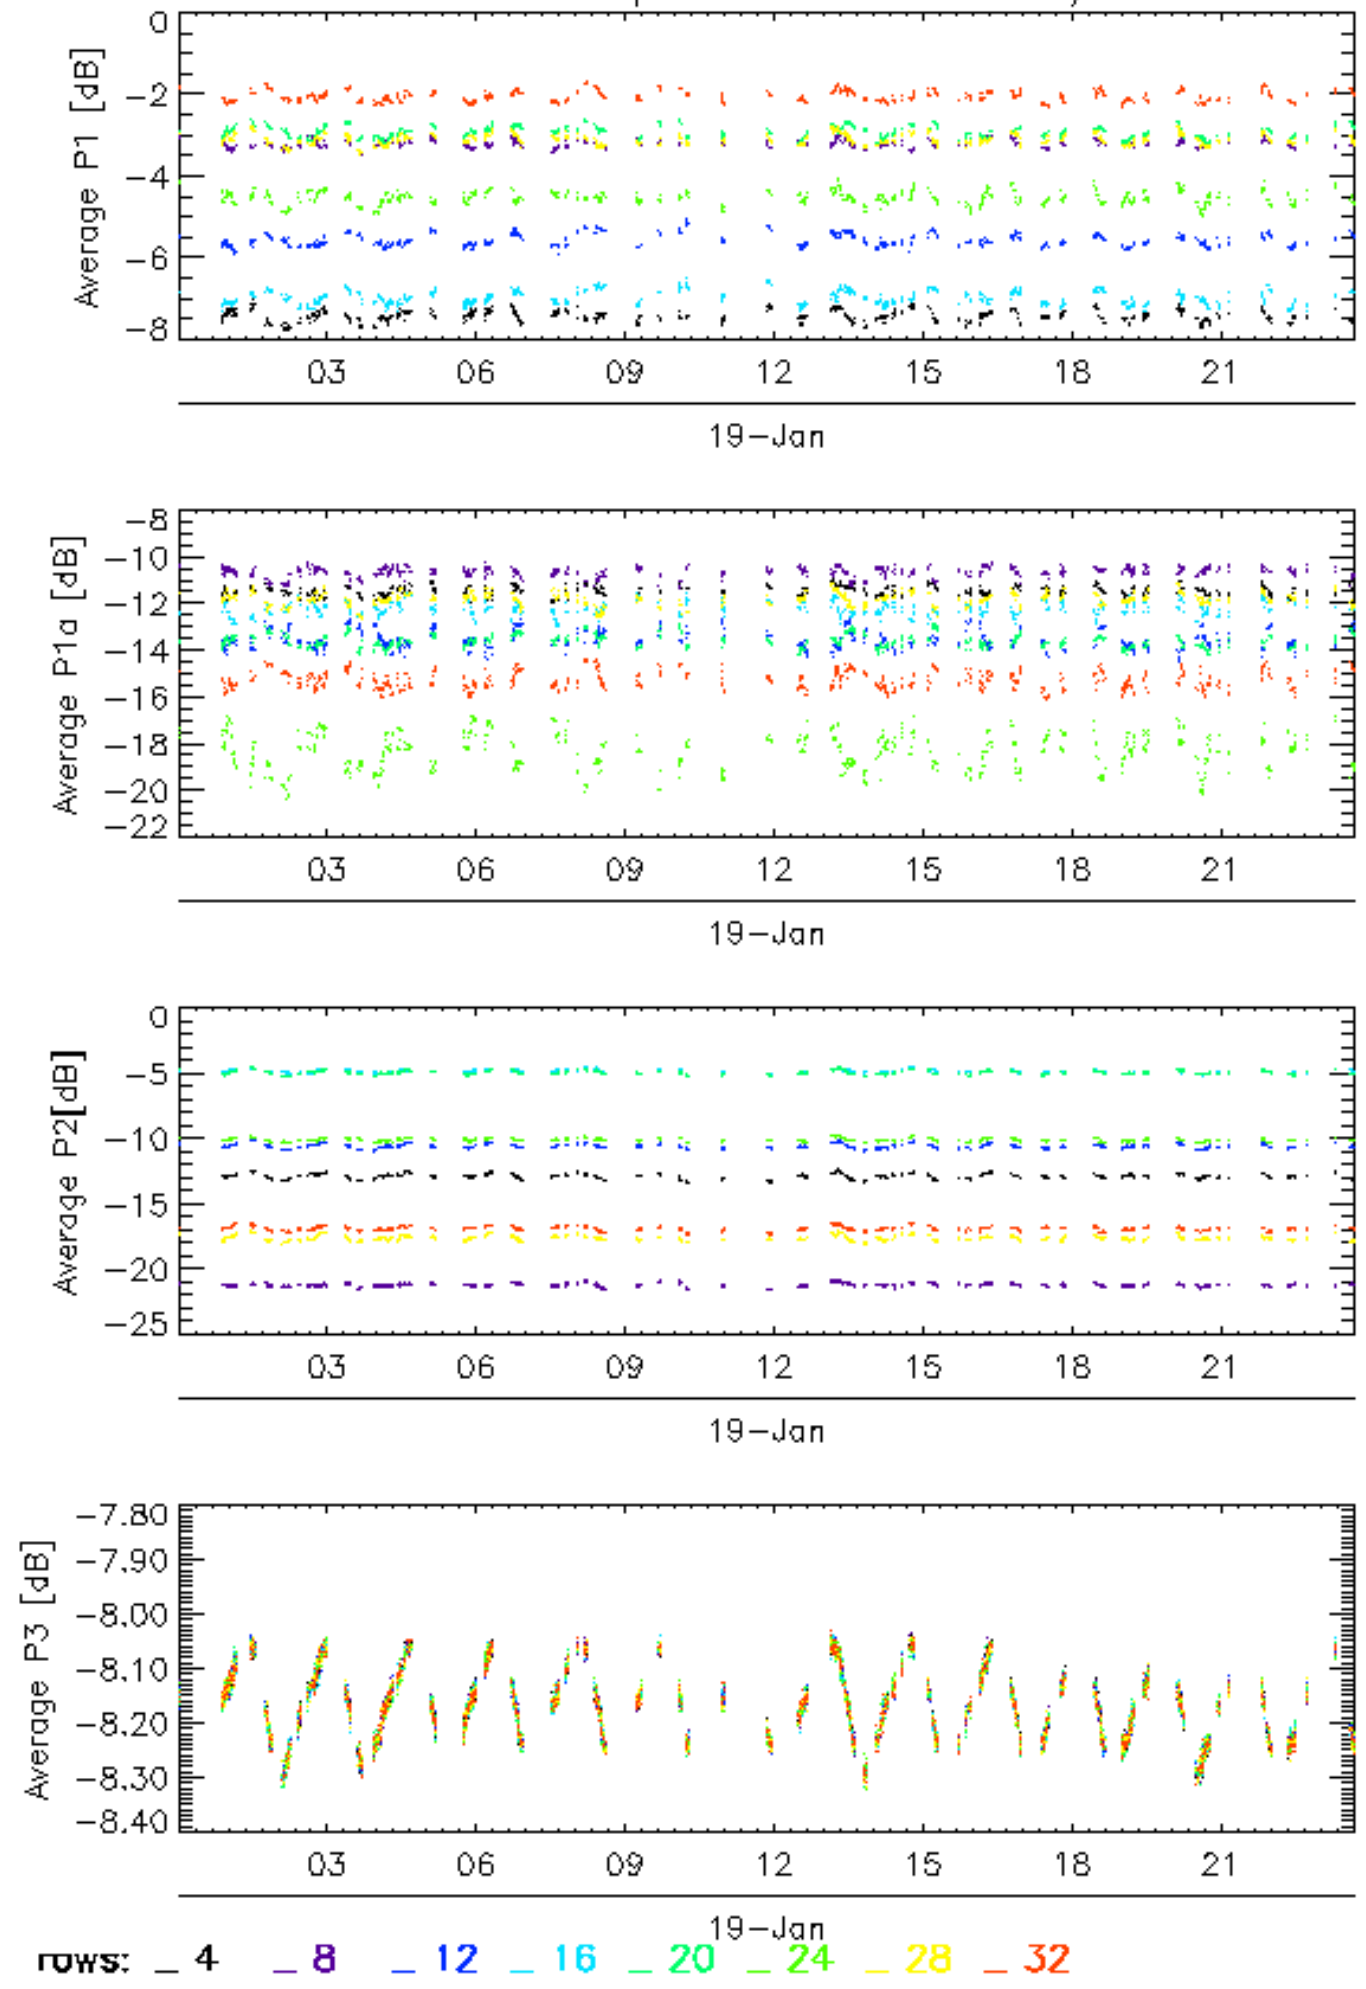 0
-2
-4
-6
-8
Average P1 [dB]
03 06 09 12 15 18 21
19-Jan
-8
-10
-12
-14
-16
-18
-20
-22
Average P1a [dB]
03 06 09 12 15 18 21
19-Jan
0
-5
-10
-15
-20
-25
Average P2[dB]
03 06 09 12 15 18 21
19-Jan
-7.80
-7.90
-8.00
-8.10
-8.20
-8.30
-8.40
Average P3 [dB]
03 06 09 12 15 18 21
19-Jan
rows: _ 4 _ 8 _ 12 _ 16 _ 20 _ 24 _ 28 _ 32